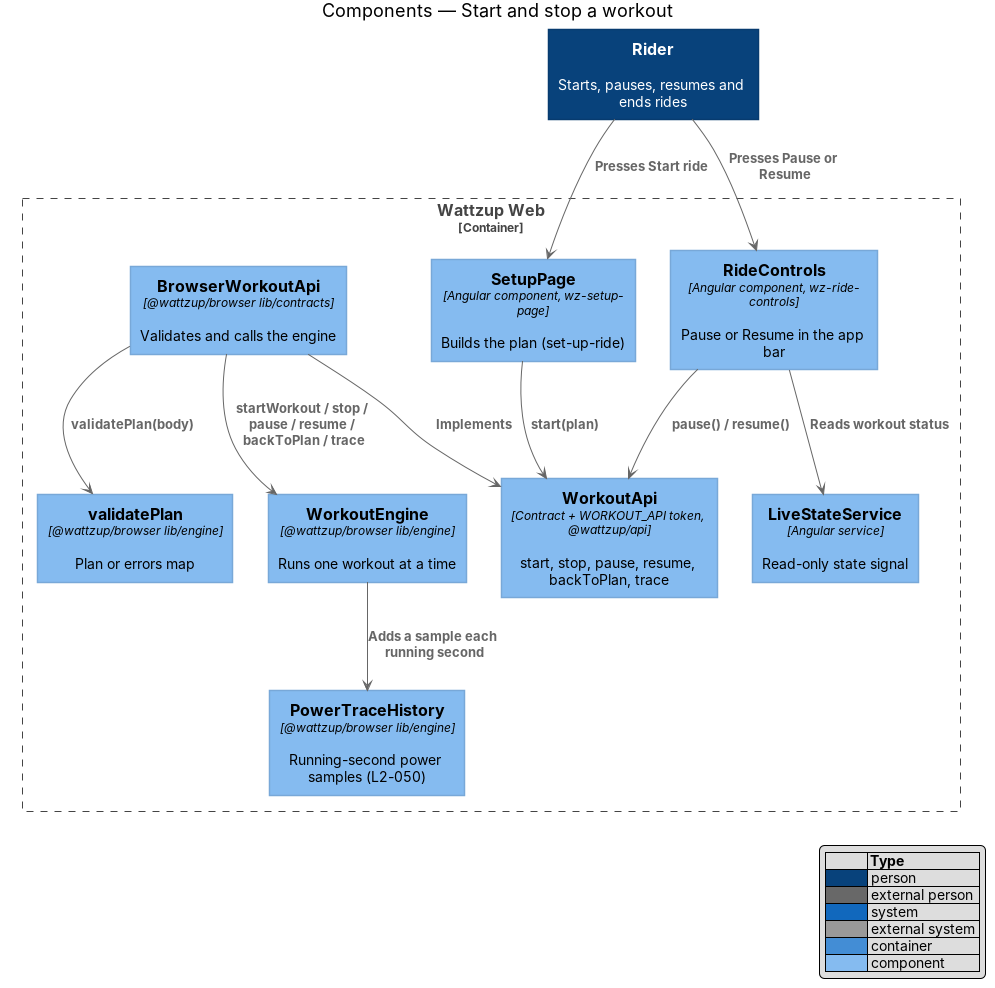 Components — Start and stop a workout
Rider
Starts, pauses, resumes and
ends rides
Presses Start ride
Presses Pause or
Resume
Wattzup Web
[Container]
BrowserWorkoutApi
[@wattzup/browser lib/contracts]
Validates and calls the engine
SetupPage
[Angular component, wz-setup-
page]
Builds the plan (set-up-ride)
RideControls
[Angular component, wz-ride-
controls]
Pause or Resume in the app
bar
validatePlan(body)
startWorkout / stop /
pause / resume /
backToPlan / trace
Implements
start(plan)
pause() / resume()
Reads workout status
validatePlan
[@wattzup/browser lib/engine]
Plan or errors map
WorkoutEngine
[@wattzup/browser lib/engine]
Runs one workout at a time
WorkoutApi
[Contract + WORKOUT_API token,
@wattzup/api]
start, stop, pause, resume,
backToPlan, trace
LiveStateService
[Angular service]
Read-only state signal
Adds a sample each
running second
PowerTraceHistory
[@wattzup/browser lib/engine]
Running-second power
samples (L2-050)
Type
person
external person
system
external system
container
component